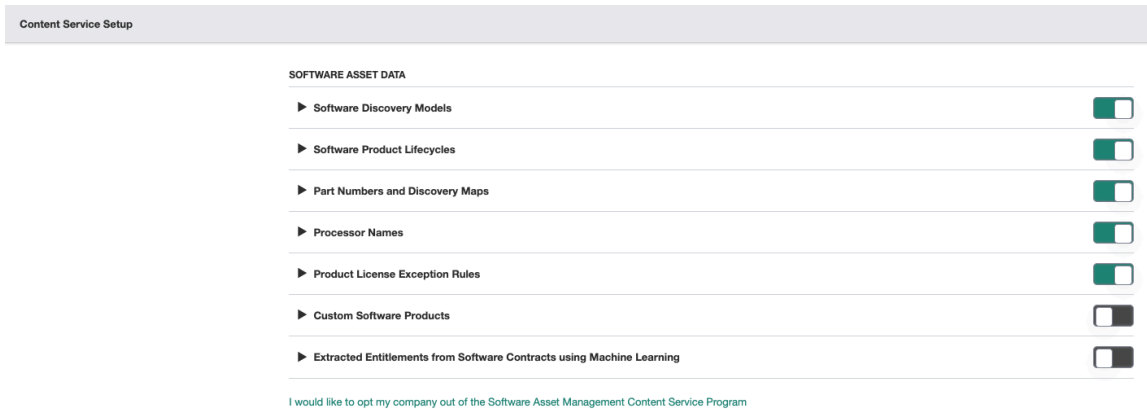 Content Service Setup
SOFTWARE ASSET DATA
Software Discovery Models
Software Product Lifecycles
Part Numbers and Discovery Maps
Processor Names
Product License Exception Rules
Custom Software Products
Extracted Entitlements from Software Contracts using Machine Learning
I would like to opt my company out of the Software Asset Management Content Service Program